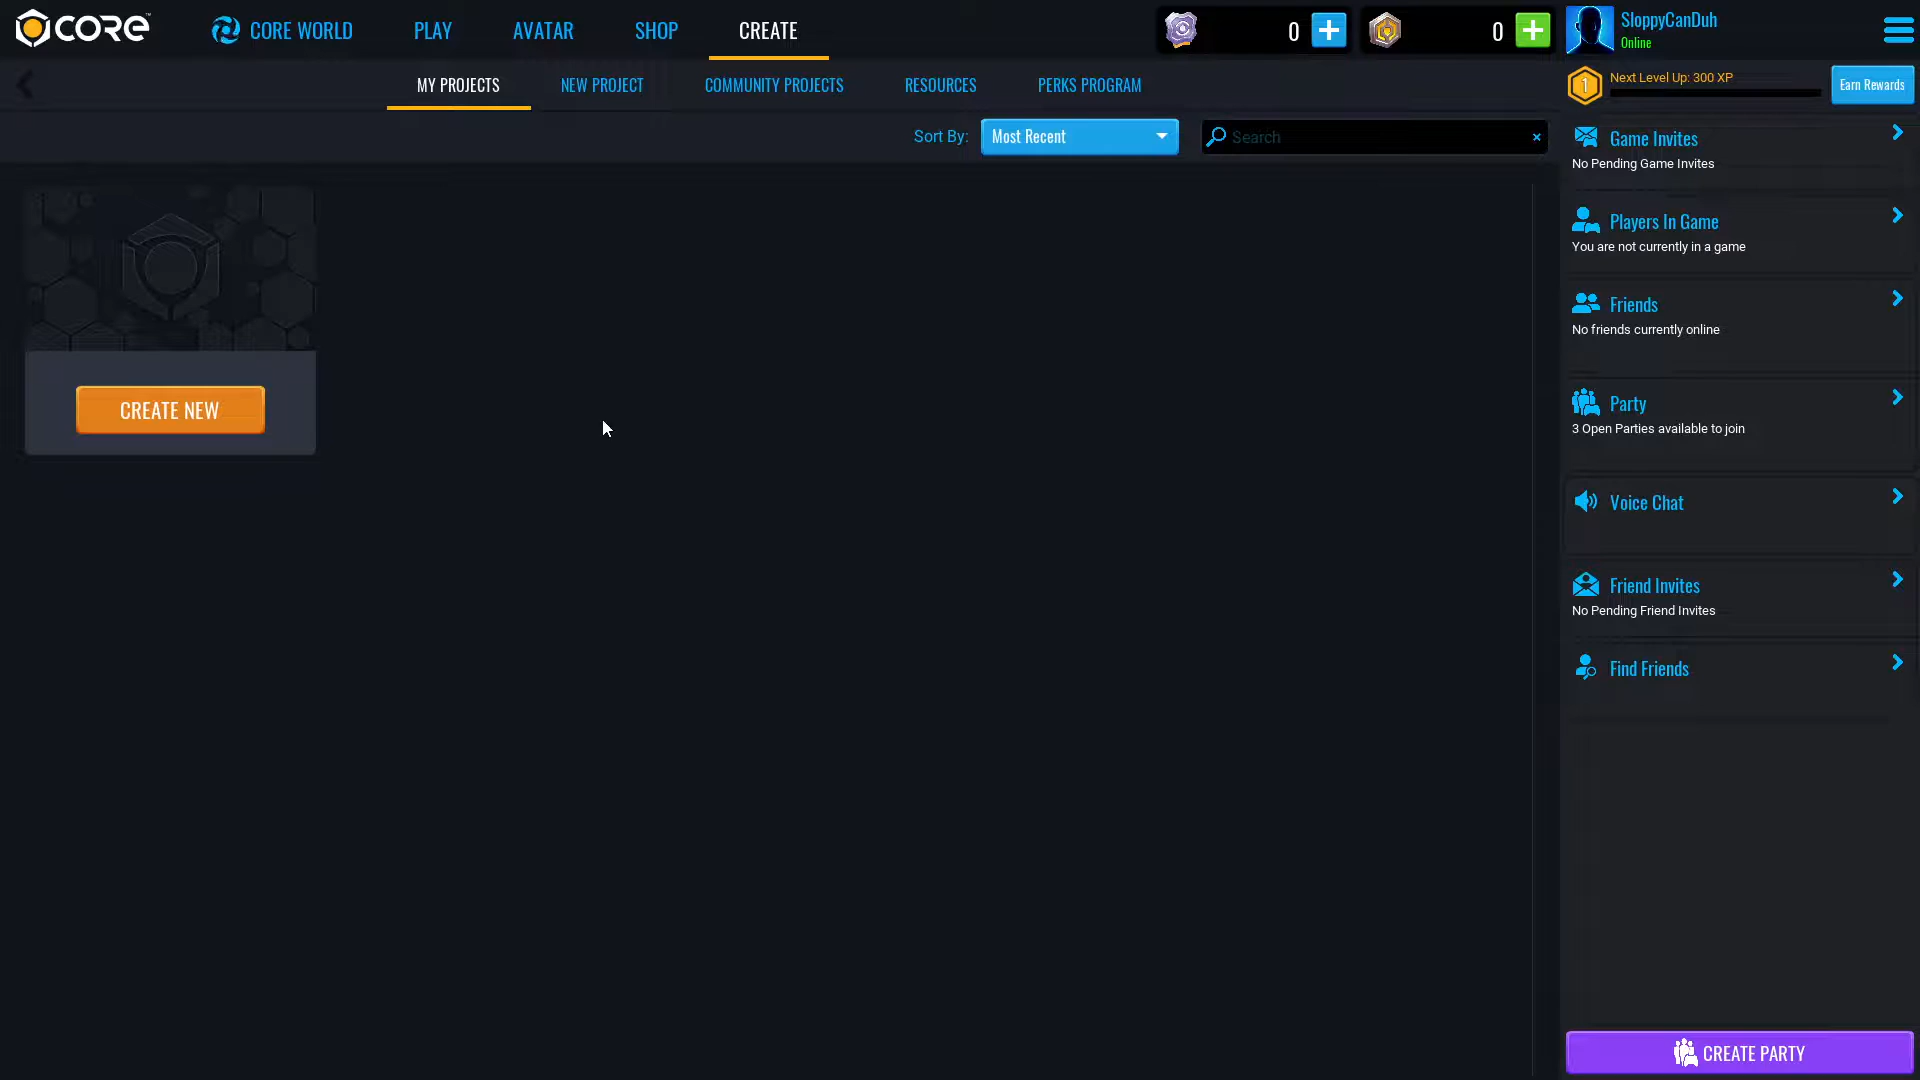 CORE™
CORE WORLD
PLAY
AVATAR
SHOP
CREATE
0
0
SloppyCanDuh
Online
MY PROJECTS
NEW PROJECT
COMMUNITY PROJECTS
RESOURCES
PERKS PROGRAM
1
Next Level Up: 300 XP
Earn Rewards
Sort By:
Most Recent
Search
CREATE NEW
Game Invites
No Pending Game Invites
Players In Game
You are not currently in a game
Friends
No friends currently online
Party
3 Open Parties available to join
Voice Chat
Friend Invites
No Pending Friend Invites
Find Friends
CREATE PARTY